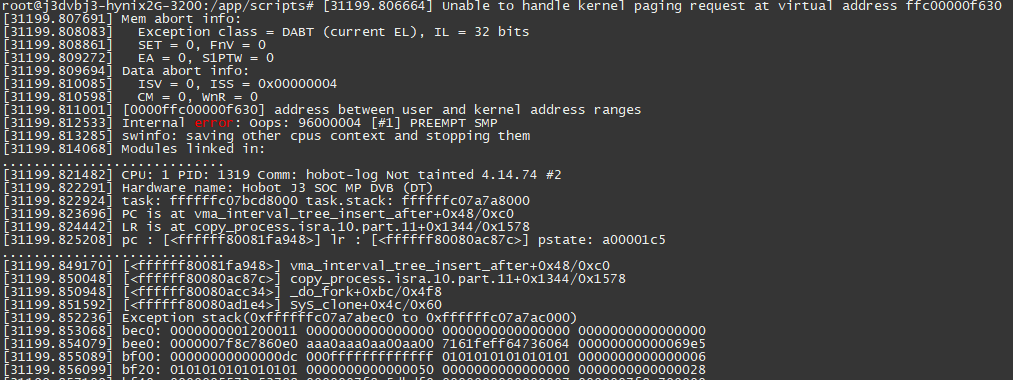 root@j3dvbj3-hynix2G-3200:/app/scripts# [31199.806664] Unable to handle kernel paging request at virtual address ffc00000f630
[31199.807691] Mem abort info:
[31199.808083]   Exception class = DABT (current EL), IL = 32 bits
[31199.808861]   SET = 0, FnV = 0
[31199.809272]   EA = 0, S1PTW = 0
[31199.809694] Data abort info:
[31199.810085]   ISV = 0, ISS = 0x00000004
[31199.810598]   CM = 0, WnR = 0
[31199.811001] [0000ffc00000f630] address between user and kernel address ranges
[31199.812533] Internal error: Oops: 96000004 [#1] PREEMPT SMP
[31199.813285] swinfo: saving other cpus context and stopping them
[31199.814068] Modules linked in:
............................
[31199.821482] CPU: 1 PID: 1319 Comm: hobot-log Not tainted 4.14.74 #2
[31199.822291] Hardware name: Hobot J3 SOC MP DVB (DT)
[31199.822924] task: ffffffc07bcd8000 task.stack: ffffffc07a7a8000
[31199.823696] PC is at vma_interval_tree_insert_after+0x48/0xc0
[31199.824442] LR is at copy_process.isra.10.part.11+0x1344/0x1578
[31199.825208] pc : [<ffffff80081fa948>] lr : [<ffffff80080ac87c>] pstate: a00001c5
............................
[31199.849170] [<ffffff80081fa948>] vma_interval_tree_insert_after+0x48/0xc0
[31199.850048] [<ffffff80080ac87c>] copy_process.isra.10.part.11+0x1344/0x1578
[31199.850948] [<ffffff80080acc34>] _do_fork+0xbc/0x4f8
[31199.851592] [<ffffff80080ad1e4>] SyS_clone+0x4c/0x60
[31199.852236] Exception stack(0xffffffc07a7abec0 to 0xffffffc07a7ac000)
[31199.853068] bec0: 0000000001200011 0000000000000000 0000000000000000 0000000000000000
[31199.854079] bee0: 0000007f8c7860e0 aaa0aaa0aa00aa00 7161feff64736064 00000000000069e5
[31199.855089] bf00: 00000000000000dc 000fffffffffffff 0101010101010101 0000000000000006
[31199.856099] bf20: 0101010101010101 0000000000000050 0000000000000000 0000000000000028